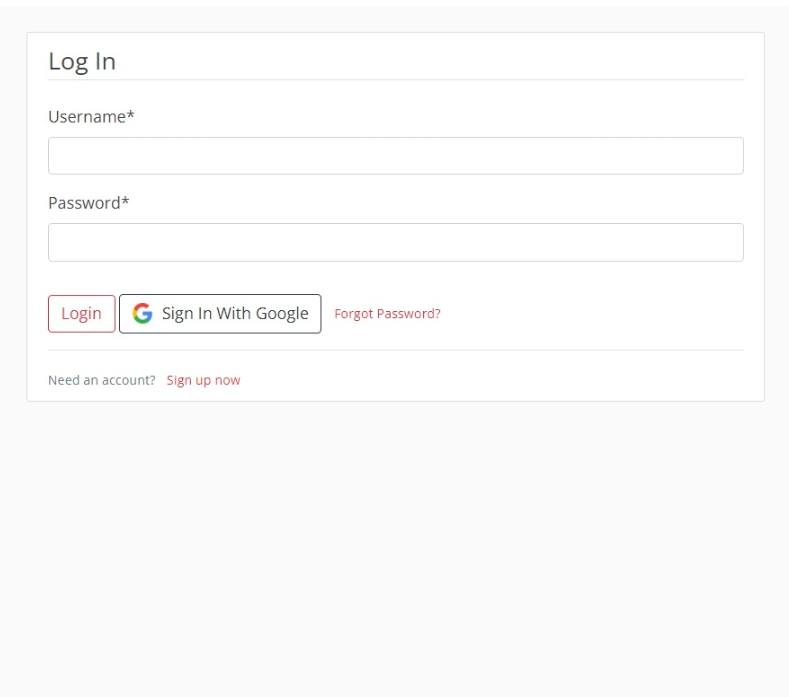 Log In
Username*
Password*
Login Sign In With Google Forgot Password?
Need an account? Sign up now